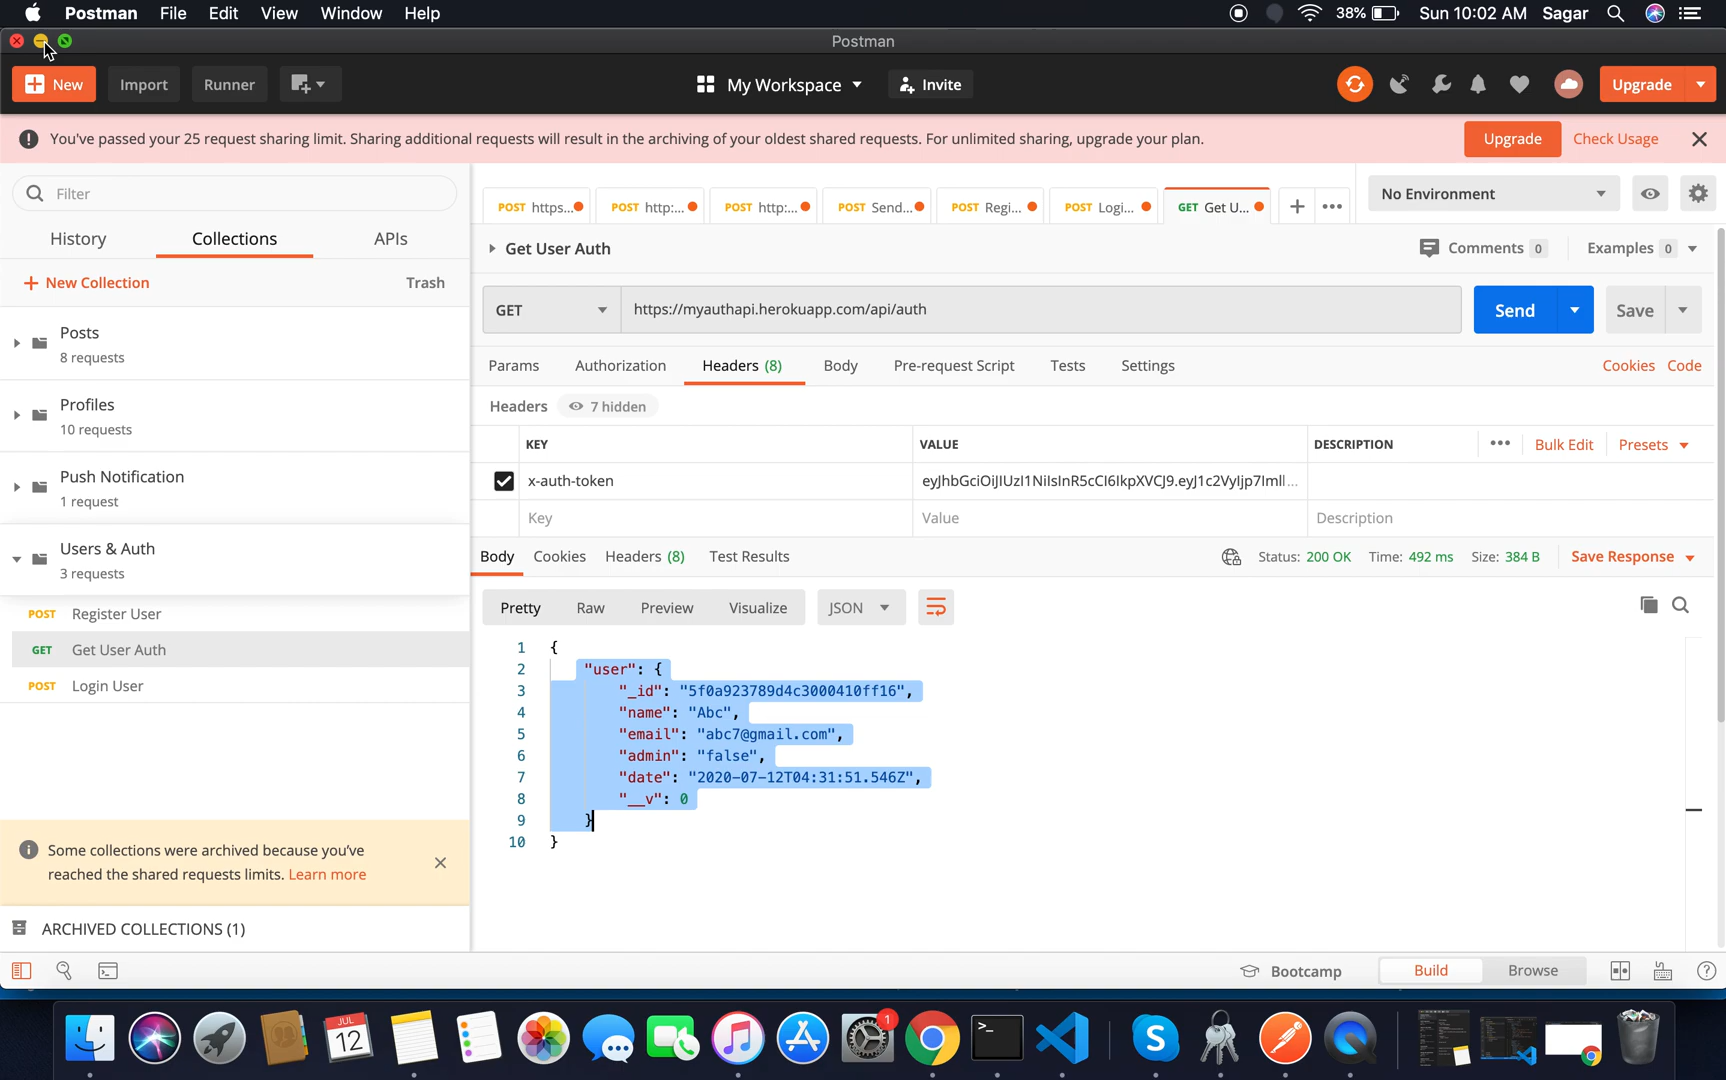 Postman File Edit View Window Help
38% Sun 10:02 AM Sagar
Postman
New Import Runner My Workspace Invite Upgrade
You've passed your 25 request sharing limit. Sharing additional requests will result in the archiving of your oldest shared requests. For unlimited sharing, upgrade your plan. Upgrade Check Usage
Filter
History Collections APIs
+ New Collection Trash
Posts
8 requests
Profiles
10 requests
Push Notification
1 request
Users & Auth
3 requests
POST Register User
GET Get User Auth
POST Login User
Some collections were archived because you've
reached the shared requests limits. Learn more
ARCHIVED COLLECTIONS (1)
POST https... POST http:... POST http:... POST Send... POST Regi... POST Logi... GET Get U...
No Environment
Get User Auth Comments 0 Examples 0
GET https://myauthapi.herokuapp.com/api/auth Send Save
Params Authorization Headers (8) Body Pre-request Script Tests Settings Cookies Code
Headers 7 hidden
KEY VALUE DESCRIPTION Bulk Edit Presets
x-auth-token
Key Value Description
Body Cookies Headers (8) Test Results Status: 200 OK Time: 492 ms Size: 384 B Save Response
Pretty Raw Preview Visualize JSON
1 {
2 "user": {
3 "_id": "5f0a923789d4c3000410ff16",
4 "name": "Abc",
5 "email": "abc7@gmail.com",
6 "admin": "false",
7 "date": "2020-07-12T04:31:51.546Z",
8 "__v": 0
9 }
10 }
Bootcamp Build Browse
JUL
12
1